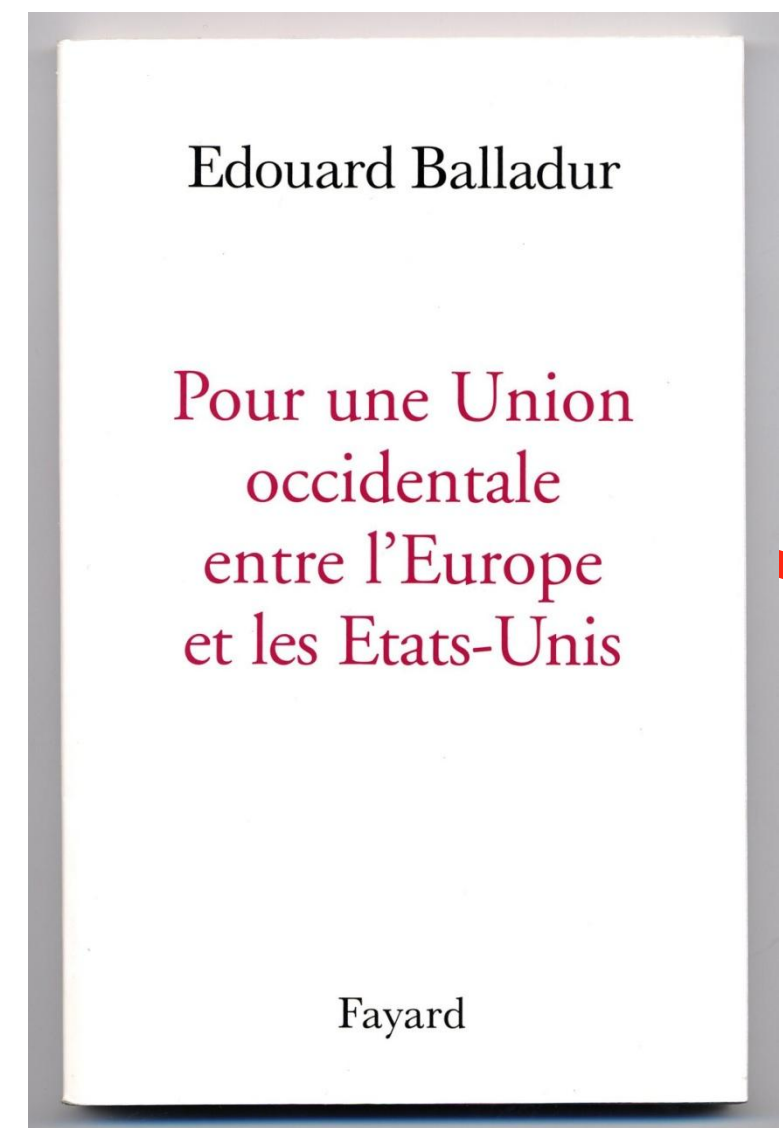 Edouard Balladur
Pour une Union
occidentale
entre l’Europe
et les Etats-Unis
Fayard